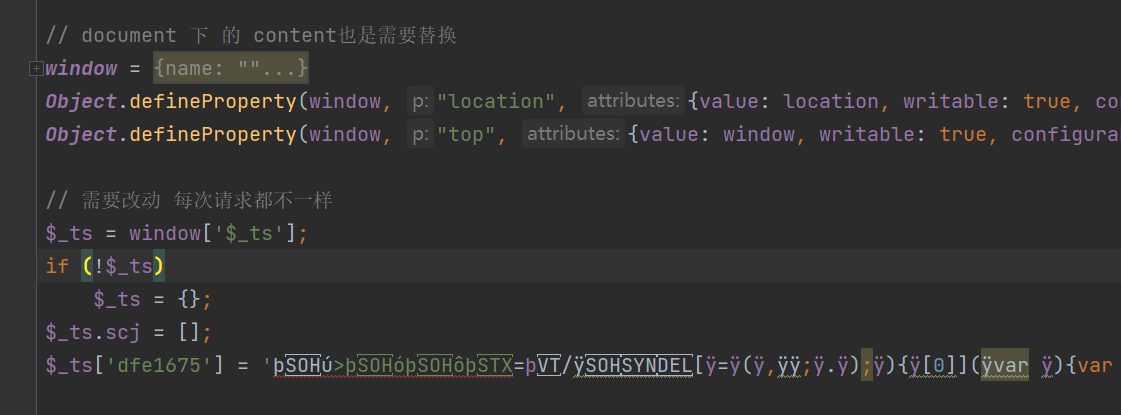 // document 下 的 content也是需要替换
window = {name: ""...}
Object.defineProperty(window, p: "location", attributes: {value: location, writable: true, co
Object.defineProperty(window, p: "top", attributes: {value: window, writable: true, configura
// 需要改动 每次请求都不一样
$_ts = window['$_ts'];
if (!$_ts)
$_ts = {};
$_ts.scj = [];
$_ts['dfe1675'] = 'þSOHú>þSOHóþSOHôþSTX=þVT/ÿSOHSYNDEL[ÿ=ÿ(ÿ,ÿÿ;ÿ.ÿ);ÿ){ÿ[0]](ÿvar ÿ){var